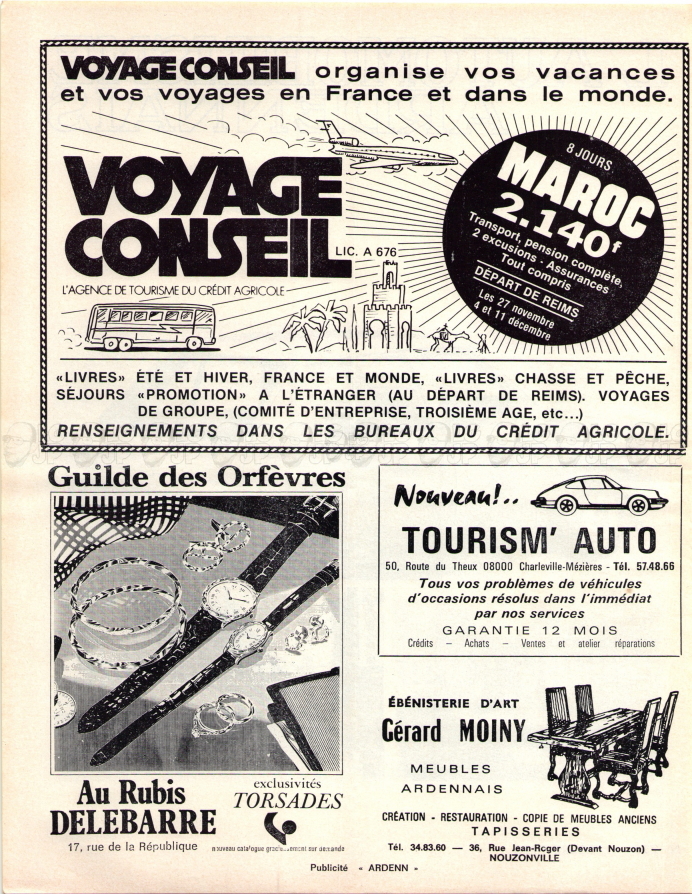 VOYAGE CONSEIL organise vos vacances
et vos voyages en France et dans le monde.
VOYAGE
CONSEIL
LIC. A 676
L'AGENCE DE TOURISME DU CRÉDIT AGRICOLE
8 JOURS
MAROC
2.140f
Transport, pension complète,
2 excusions - Assurances
Tout compris
DÉPART DE REIMS
Les 27 novembre
4 et 11 décembre
«LIVRES» ÉTÉ ET HIVER, FRANCE ET MONDE, «LIVRES» CHASSE ET PÊCHE,
SÉJOURS «PROMOTION» A L'ÉTRANGER (AU DÉPART DE REIMS). VOYAGES
DE GROUPE, (COMITÉ D'ENTREPRISE, TROISIÈME AGE, etc...)
RENSEIGNEMENTS DANS LES BUREAUX DU CRÉDIT AGRICOLE.
Guilde des Orfèvres
Au Rubis
DELEBARRE
17, rue de la République
exclusivités
TORSADES
nouveau catalogue gracieusement sur demande
Nouveau!..
TOURISM' AUTO
50, Route du Theux 08000 Charleville-Mézières - Tél. 57.48.66
Tous vos problèmes de véhicules
d'occasions résolus dans l'immédiat
par nos services
GARANTIE 12 MOIS
Crédits – Achats – Ventes et atelier réparations
ÉBÉNISTERIE D'ART
Gérard MOINY
MEUBLES
ARDENNAIS
CRÉATION - RESTAURATION - COPIE DE MEUBLES ANCIENS
TAPISSERIES
Tél. 34.83.60 — 36, Rue Jean-Roger (Devant Nouzon) —
NOUZONVILLE
Publicité « ARDENN »